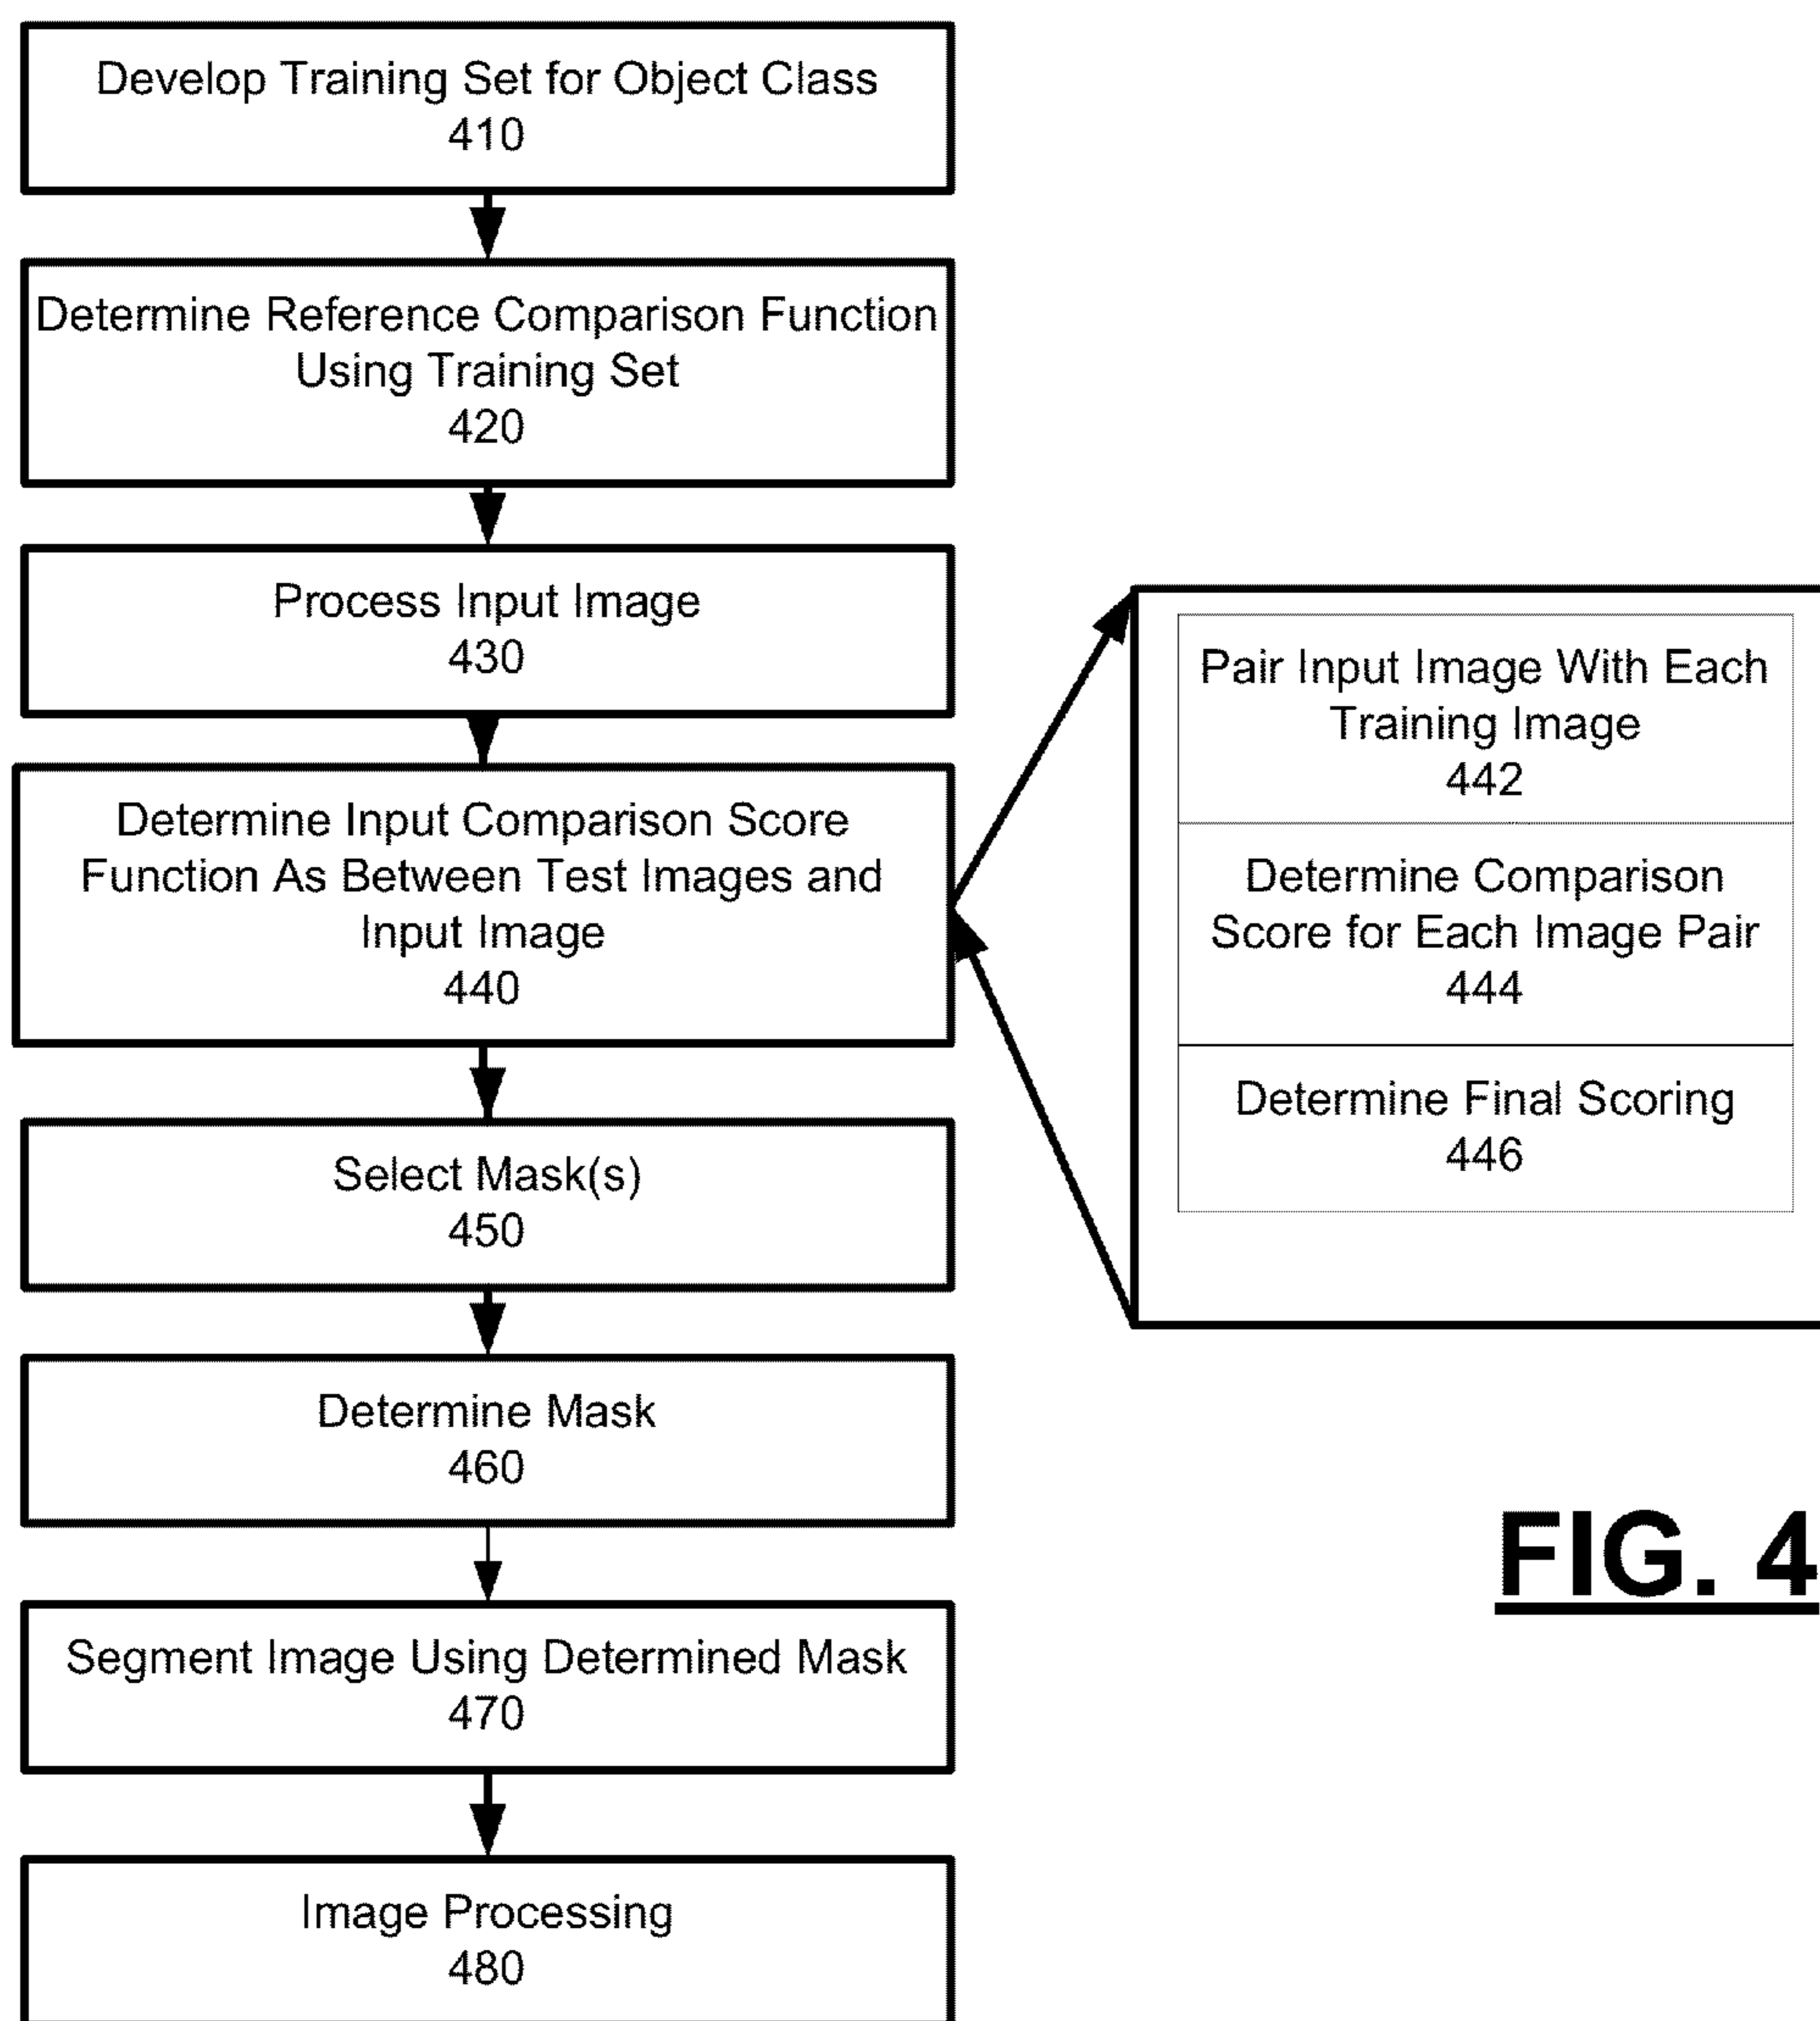 Develop Training Set for Object Class
410
Determine Reference Comparison Function
Using Training Set
420
Process Input Image
430
Determine Input Comparison Score
Function As Between Test Images and
Input Image
440
Pair Input Image With Each
Training Image
442
Determine Comparison
Score for Each Image Pair
444
Determine Final Scoring
446
Select Mask(s)
450
Determine Mask
460
Segment Image Using Determined Mask
470
Image Processing
480
FIG. 4